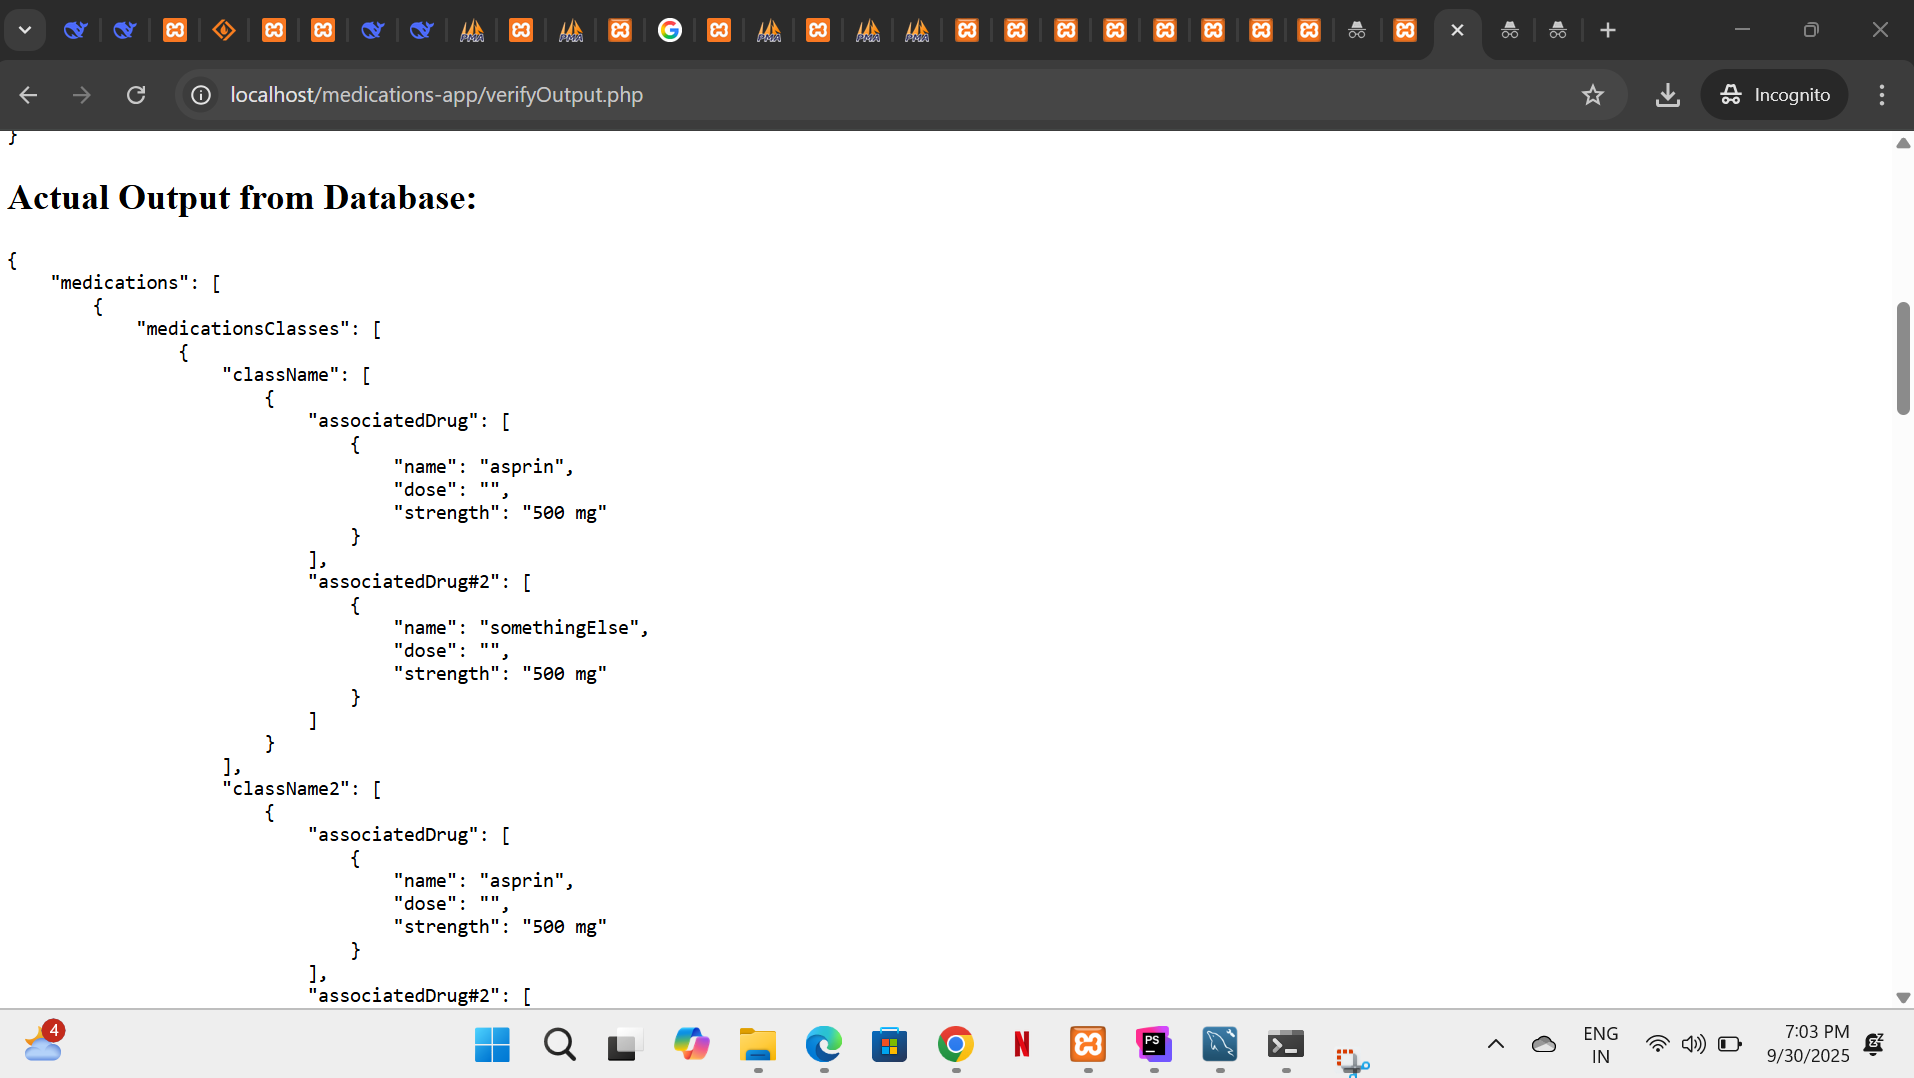 localhost/medications-app/verifyOutput.php
Incognito
}
Actual Output from Database:
{
    "medications": [
        {
            "medicationsClasses": [
                {
                    "className": [
                        {
                            "associatedDrug": [
                                {
                                    "name": "asprin",
                                    "dose": "",
                                    "strength": "500 mg"
                                }
                            ],
                            "associatedDrug#2": [
                                {
                                    "name": "somethingElse",
                                    "dose": "",
                                    "strength": "500 mg"
                                }
                            ]
                        }
                    ],
                    "className2": [
                        {
                            "associatedDrug": [
                                {
                                    "name": "asprin",
                                    "dose": "",
                                    "strength": "500 mg"
                                }
                            ],
                            "associatedDrug#2": [
4
PS
ENG
IN
7:03 PM
9/30/2025